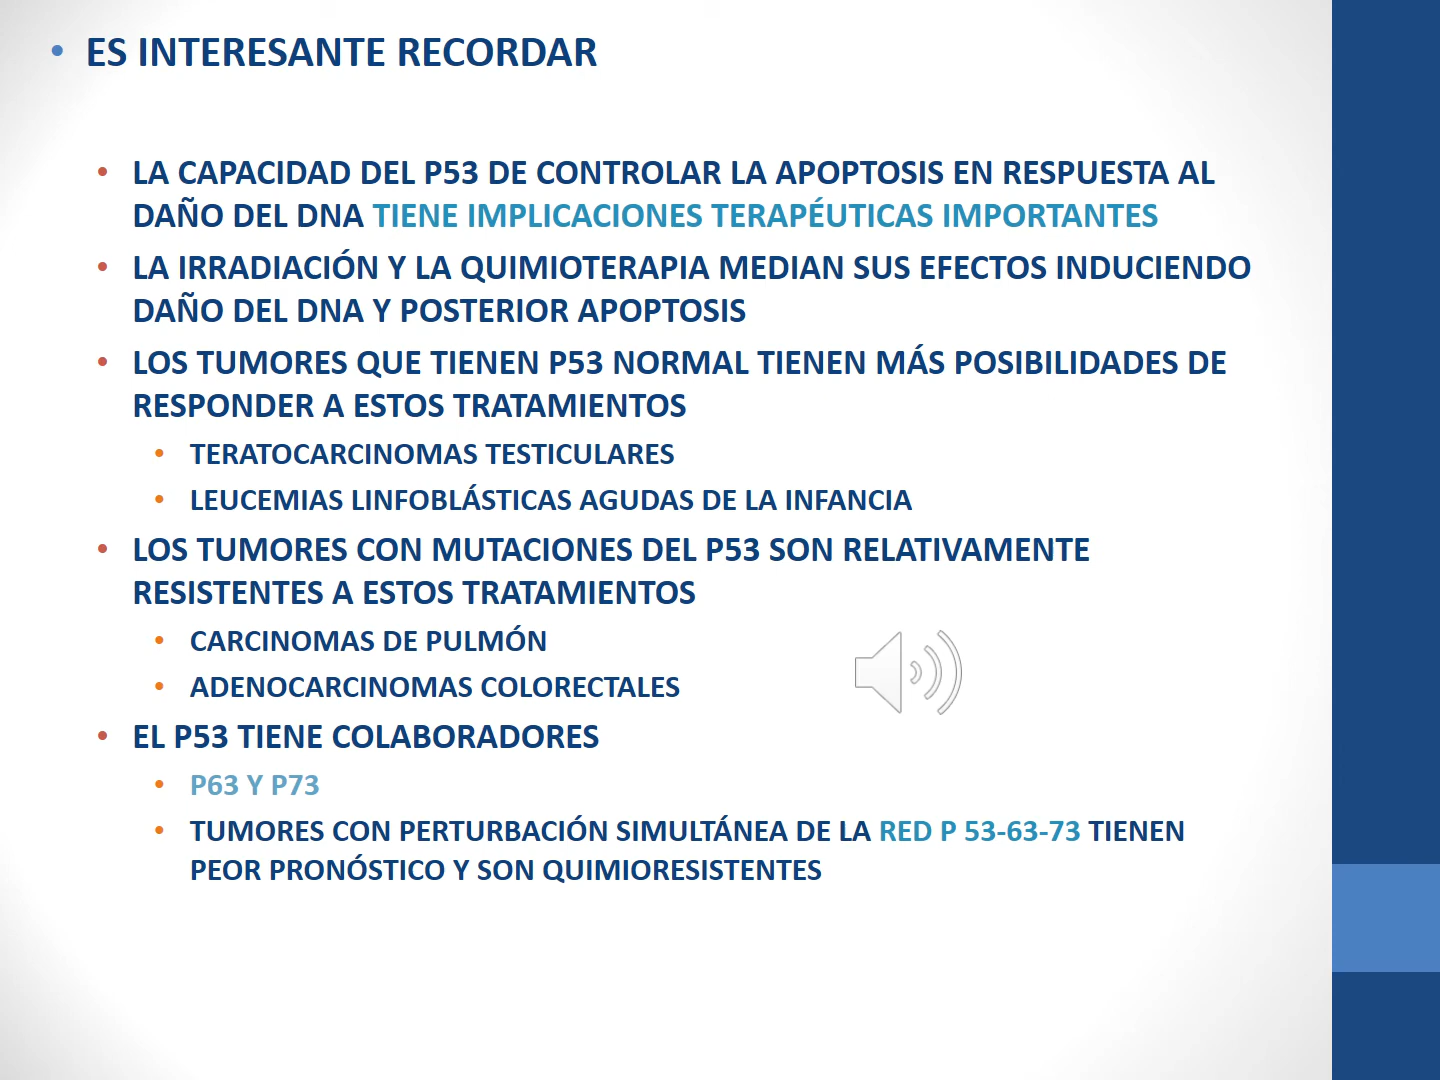 • ES INTERESANTE RECORDAR
• LA CAPACIDAD DEL P53 DE CONTROLAR LA APOPTOSIS EN RESPUESTA AL
DAÑO DEL DNA TIENE IMPLICACIONES TERAPÉUTICAS IMPORTANTES
• LA IRRADIACIÓN Y LA QUIMIOTERAPIA MEDIAN SUS EFECTOS INDUCIENDO
DAÑO DEL DNA Y POSTERIOR APOPTOSIS
• LOS TUMORES QUE TIENEN P53 NORMAL TIENEN MÁS POSIBILIDADES DE
RESPONDER A ESTOS TRATAMIENTOS
• TERATOCARCINOMAS TESTICULARES
• LEUCEMIAS LINFOBLÁSTICAS AGUDAS DE LA INFANCIA
• LOS TUMORES CON MUTACIONES DEL P53 SON RELATIVAMENTE
RESISTENTES A ESTOS TRATAMIENTOS
• CARCINOMAS DE PULMÓN
• ADENOCARCINOMAS COLORECTALES
• EL P53 TIENE COLABORADORES
• P63 Y P73
• TUMORES CON PERTURBACIÓN SIMULTÁNEA DE LA RED P 53-63-73 TIENEN
PEOR PRONÓSTICO Y SON QUIMIORESISTENTES